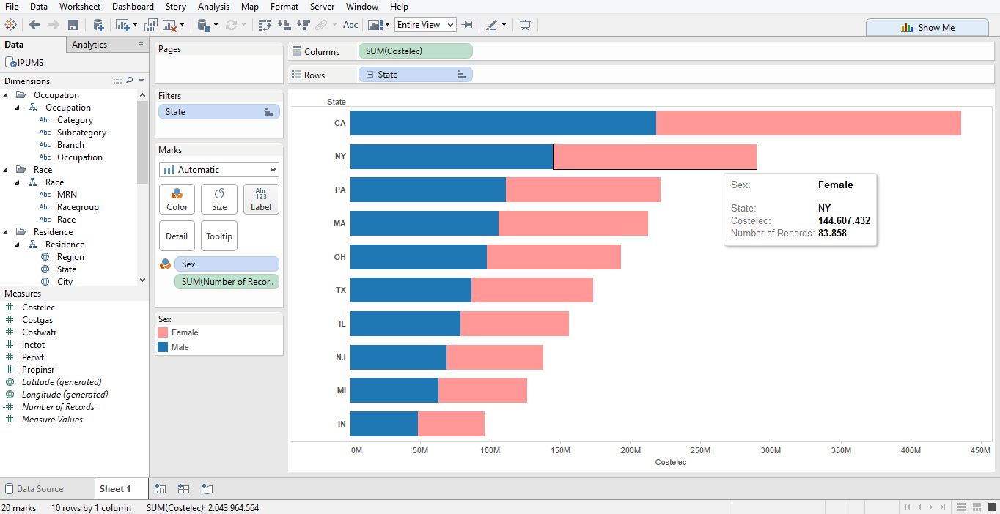 File Data Worksheet Dashboard Story Analysis Map Format Server Window Help
Abc Entire View Show Me
Data Analytics
IPUMS
Dimensions
Occupation
Occupation
Abc Category
Abc Subcategory
Abc Branch
Abc Occupation
Race
Race
Abc MRN
Abc Racegroup
Abc Race
Residence
Residence
Region
State
City
Measures
Costelec
Costgas
Costwatr
Inctot
Perwt
Propinsr
Latitude (generated)
Longitude (generated)
Number of Records
Measure Values
Pages
Filters
State
Marks
Automatic
Color Size Abc 123 Label
Detail Tooltip
Sex
SUM(Number of Recor..
Sex
Female
Male
Columns SUM(Costelec)
Rows State
State
CA
NY
PA
MA
OH
TX
IL
NJ
MI
IN
Sex: Female
State: NY
Costelec: 144.607.432
Number of Records: 83.858
0M 50M 100M 150M 200M 250M 300M 350M 400M 450M
Costelec
Data Source Sheet 1
20 marks 10 rows by 1 column SUM(Costelec): 2.043.964.564